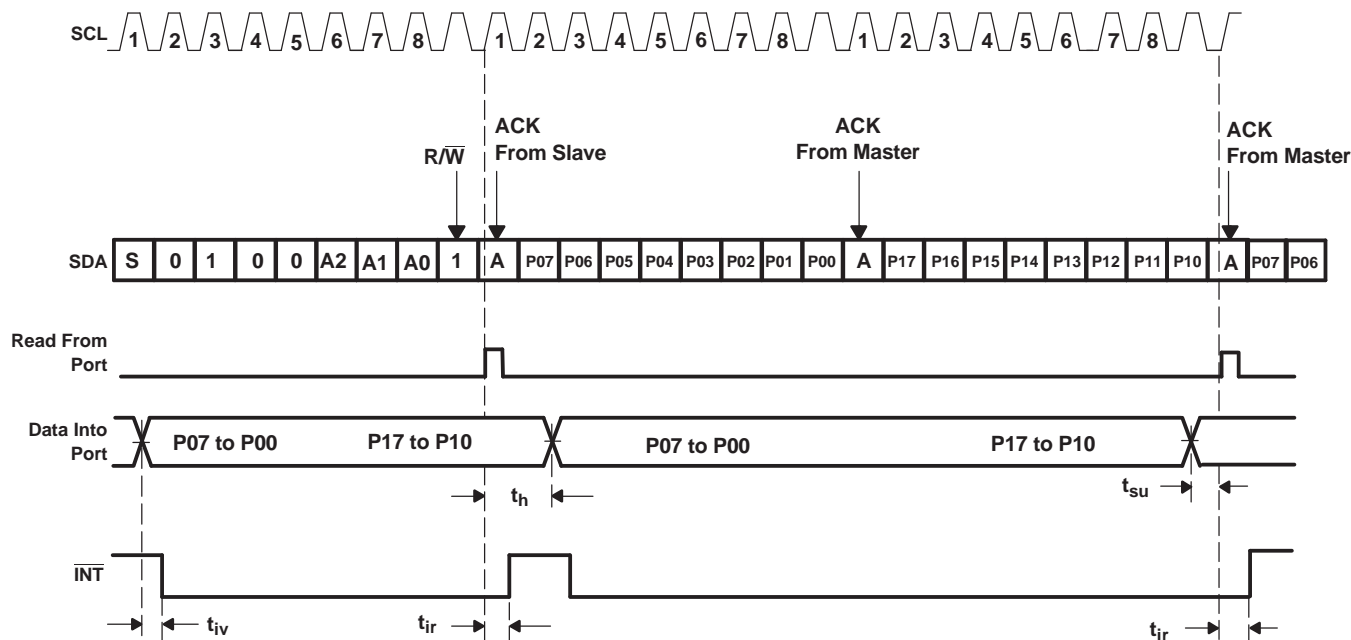 SCL 1 2 3 4 5 6 7 8 1 2 3 4 5 6 7 8 1 2 3 4 5 6 7 8
R/W̅
ACK
From Slave
ACK
From Master
ACK
From Master
SDA S 0 1 0 0 A2 A1 A0 1 A P07 P06 P05 P04 P03 P02 P01 P00 A P17 P16 P15 P14 P13 P12 P11 P10 A P07 P06
Read From
Port
Data Into
Port
P07 to P00 P17 to P10 P07 to P00 P17 to P10
th tsu
I̅N̅T̅
tiv tir tir